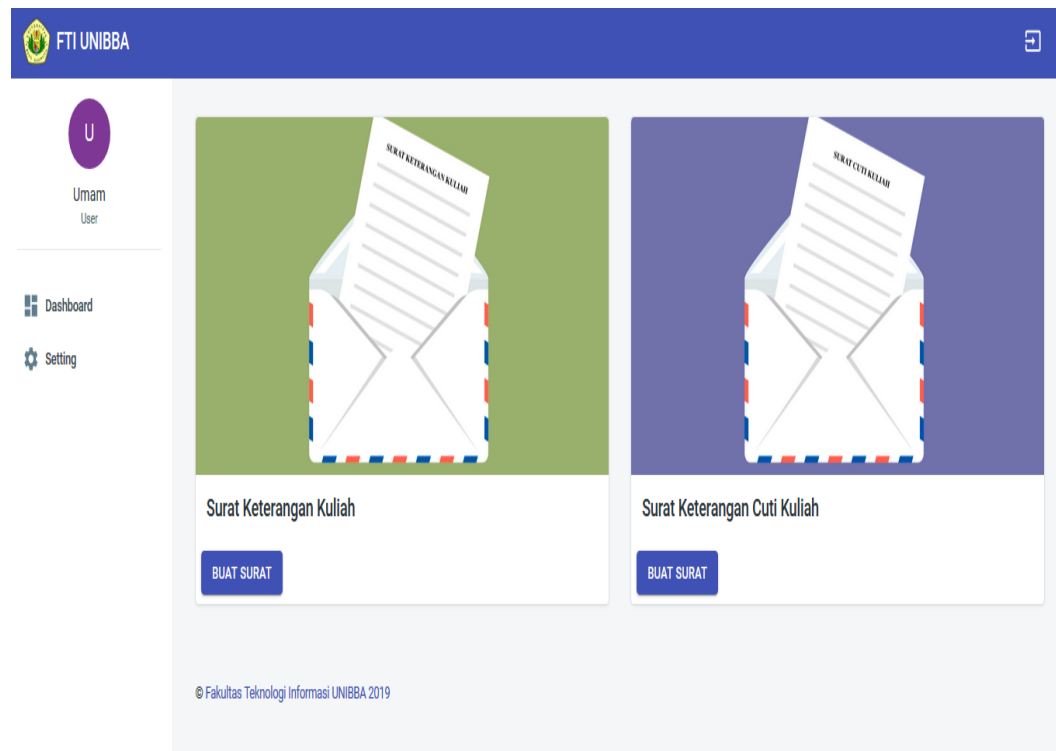 FTI UNIBBA
U
Umam
User
Dashboard
Setting
SURAT KETERANGAN KULIAH
Surat Keterangan Kuliah
BUAT SURAT
SURAT CUTI KULIAH
Surat Keterangan Cuti Kuliah
BUAT SURAT
© Fakultas Teknologi Informasi UNIBBA 2019